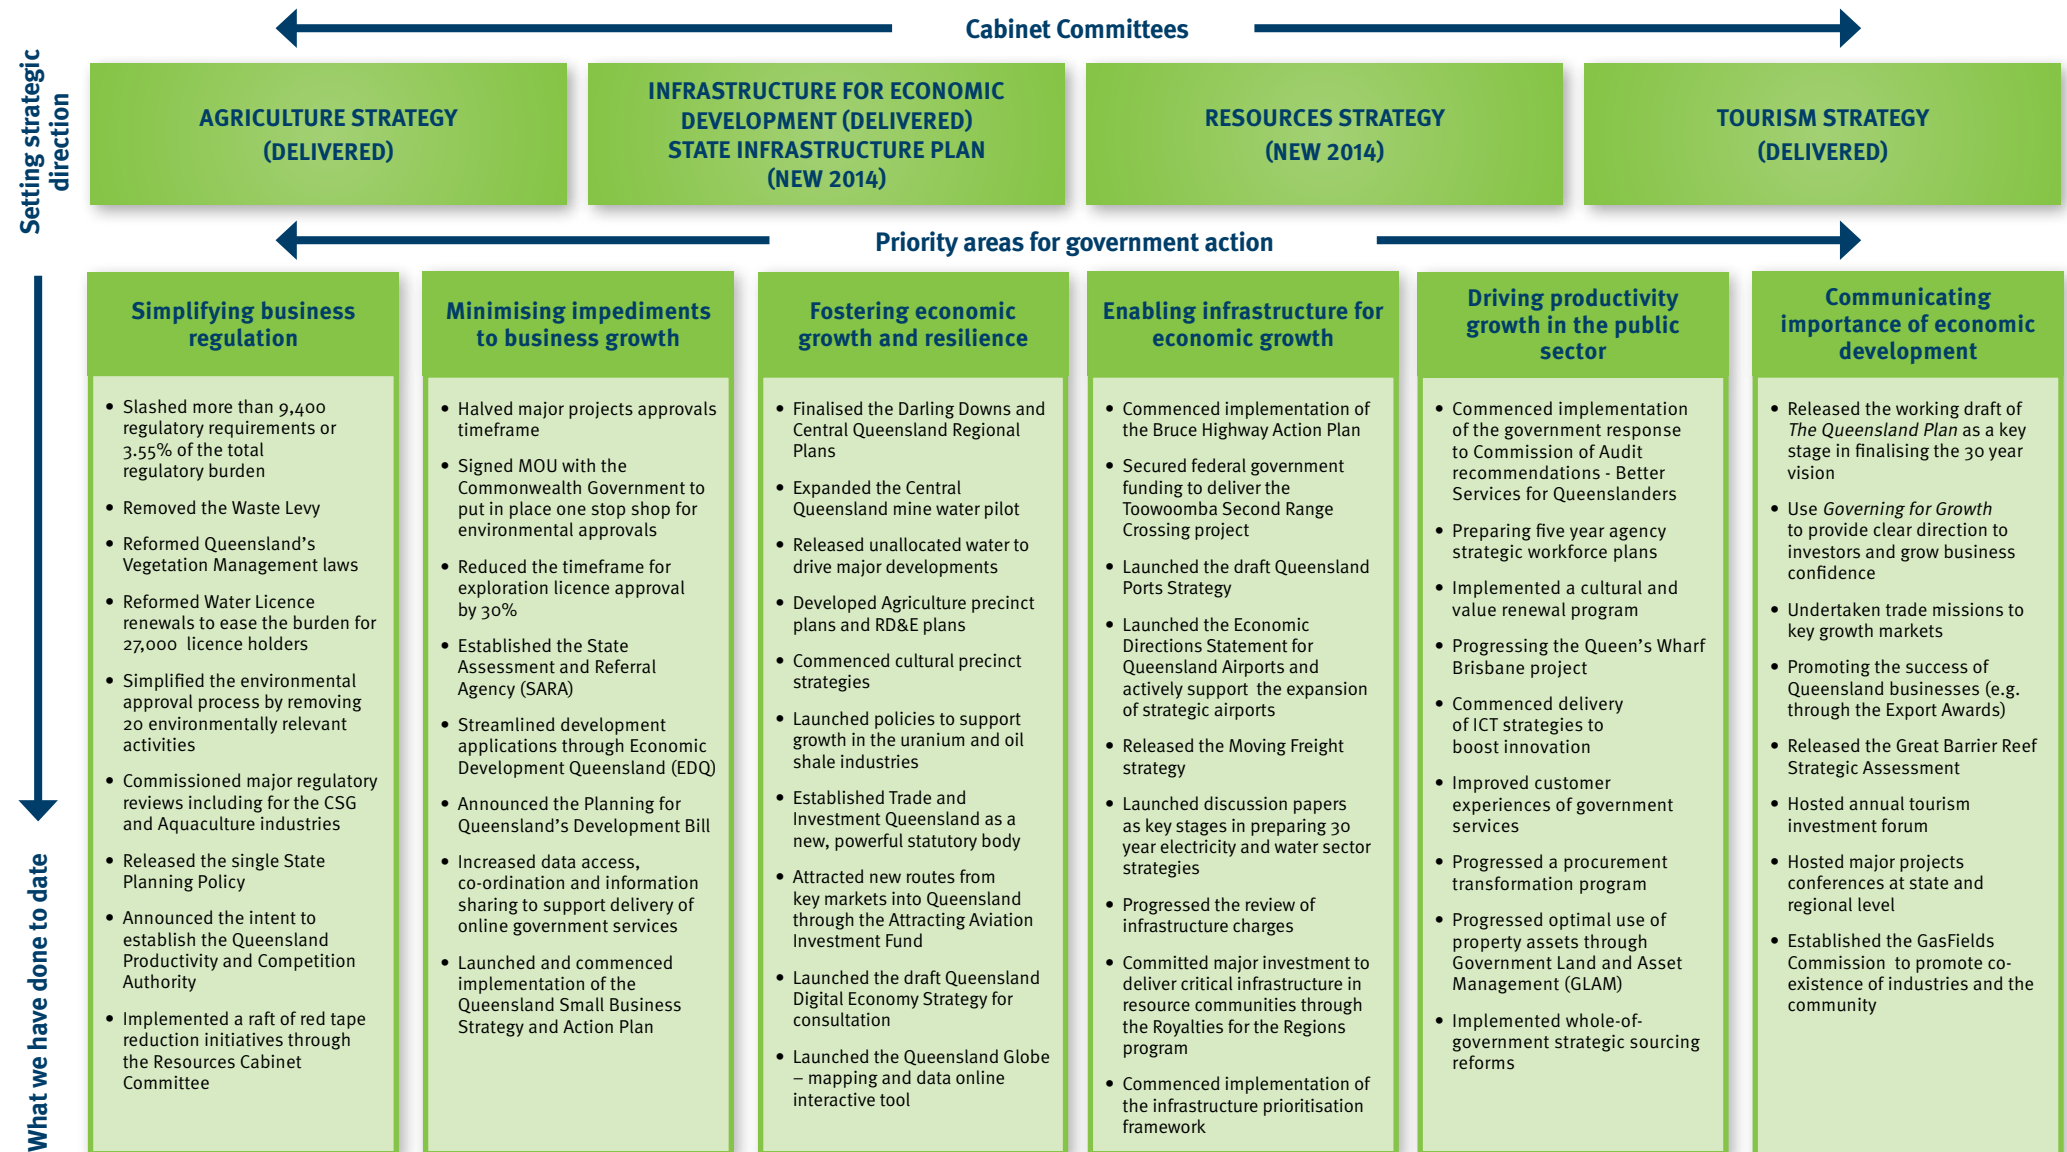 Cabinet Committees
Setting strategic
direction
AGRICULTURE STRATEGY
(DELIVERED)
INFRASTRUCTURE FOR ECONOMIC
DEVELOPMENT (DELIVERED)
STATE INFRASTRUCTURE PLAN
(NEW 2014)
RESOURCES STRATEGY
(NEW 2014)
TOURISM STRATEGY
(DELIVERED)
Priority areas for government action
What we have done to date
Simplifying business
regulation
• Slashed more than 9,400
regulatory requirements or
3.55% of the total
regulatory burden
• Removed the Waste Levy
• Reformed Queensland's
Vegetation Management laws
• Reformed Water Licence
renewals to ease the burden for
27,000 licence holders
• Simplified the environmental
approval process by removing
20 environmentally relevant
activities
• Commissioned major regulatory
reviews including for the CSG
and Aquaculture industries
• Released the single State
Planning Policy
• Announced the intent to
establish the Queensland
Productivity and Competition
Authority
• Implemented a raft of red tape
reduction initiatives through
the Resources Cabinet
Committee
Minimising impediments
to business growth
• Halved major projects approvals
timeframe
• Signed MOU with the
Commonwealth Government to
put in place one stop shop for
environmental approvals
• Reduced the timeframe for
exploration licence approval
by 30%
• Established the State
Assessment and Referral
Agency (SARA)
• Streamlined development
applications through Economic
Development Queensland (EDQ)
• Announced the Planning for
Queensland's Development Bill
• Increased data access,
co-ordination and information
sharing to support delivery of
online government services
• Launched and commenced
implementation of the
Queensland Small Business
Strategy and Action Plan
Fostering economic
growth and resilience
• Finalised the Darling Downs and
Central Queensland Regional
Plans
• Expanded the Central
Queensland mine water pilot
• Released unallocated water to
drive major developments
• Developed Agriculture precinct
plans and RD&E plans
• Commenced cultural precinct
strategies
• Launched policies to support
growth in the uranium and oil
shale industries
• Established Trade and
Investment Queensland as a
new, powerful statutory body
• Attracted new routes from
key markets into Queensland
through the Attracting Aviation
Investment Fund
• Launched the draft Queensland
Digital Economy Strategy for
consultation
• Launched the Queensland Globe
– mapping and data online
interactive tool
Enabling infrastructure for
economic growth
• Commenced implementation of
the Bruce Highway Action Plan
• Secured federal government
funding to deliver the
Toowoomba Second Range
Crossing project
• Launched the draft Queensland
Ports Strategy
• Launched the Economic
Directions Statement for
Queensland Airports and
actively support the expansion
of strategic airports
• Released the Moving Freight
strategy
• Launched discussion papers
as key stages in preparing 30
year electricity and water sector
strategies
• Progressed the review of
infrastructure charges
• Committed major investment to
deliver critical infrastructure in
resource communities through
the Royalties for the Regions
program
• Commenced implementation of
the infrastructure prioritisation
framework
Driving productivity
growth in the public
sector
• Commenced implementation
of the government response
to Commission of Audit
recommendations - Better
Services for Queenslanders
• Preparing five year agency
strategic workforce plans
• Implemented a cultural and
value renewal program
• Progressing the Queen's Wharf
Brisbane project
• Commenced delivery
of ICT strategies to
boost innovation
• Improved customer
experiences of government
services
• Progressed a procurement
transformation program
• Progressed optimal use of
property assets through
Government Land and Asset
Management (GLAM)
• Implemented whole-of-
government strategic sourcing
reforms
Communicating
importance of economic
development
• Released the working draft of
The Queensland Plan as a key
stage in finalising the 30 year
vision
• Use Governing for Growth
to provide clear direction to
investors and grow business
confidence
• Undertaken trade missions to
key growth markets
• Promoting the success of
Queensland businesses (e.g.
through the Export Awards)
• Released the Great Barrier Reef
Strategic Assessment
• Hosted annual tourism
investment forum
• Hosted major projects
conferences at state and
regional level
• Established the GasFields
Commission to promote co-
existence of industries and the
community